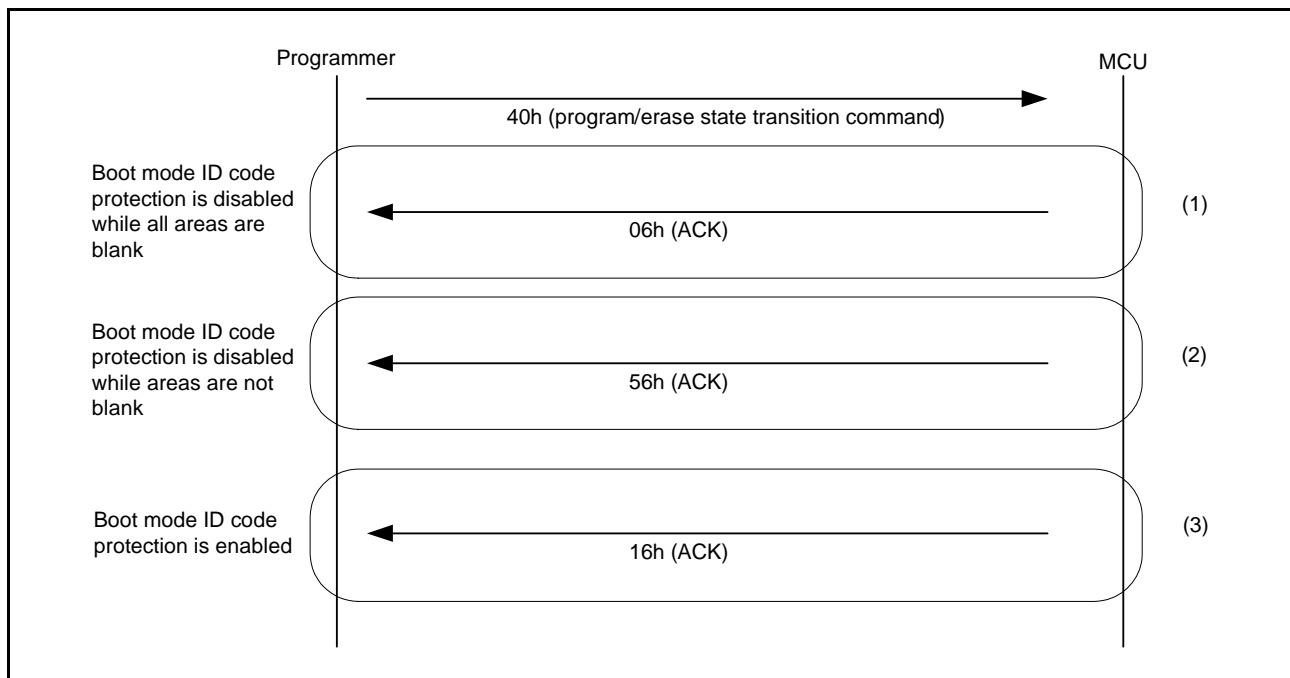 Programmer
MCU
40h (program/erase state transition command)
Boot mode ID code
protection is disabled
while all areas are
blank
06h (ACK)
(1)
Boot mode ID code
protection is disabled
while areas are not
blank
56h (ACK)
(2)
Boot mode ID code
protection is enabled
16h (ACK)
(3)